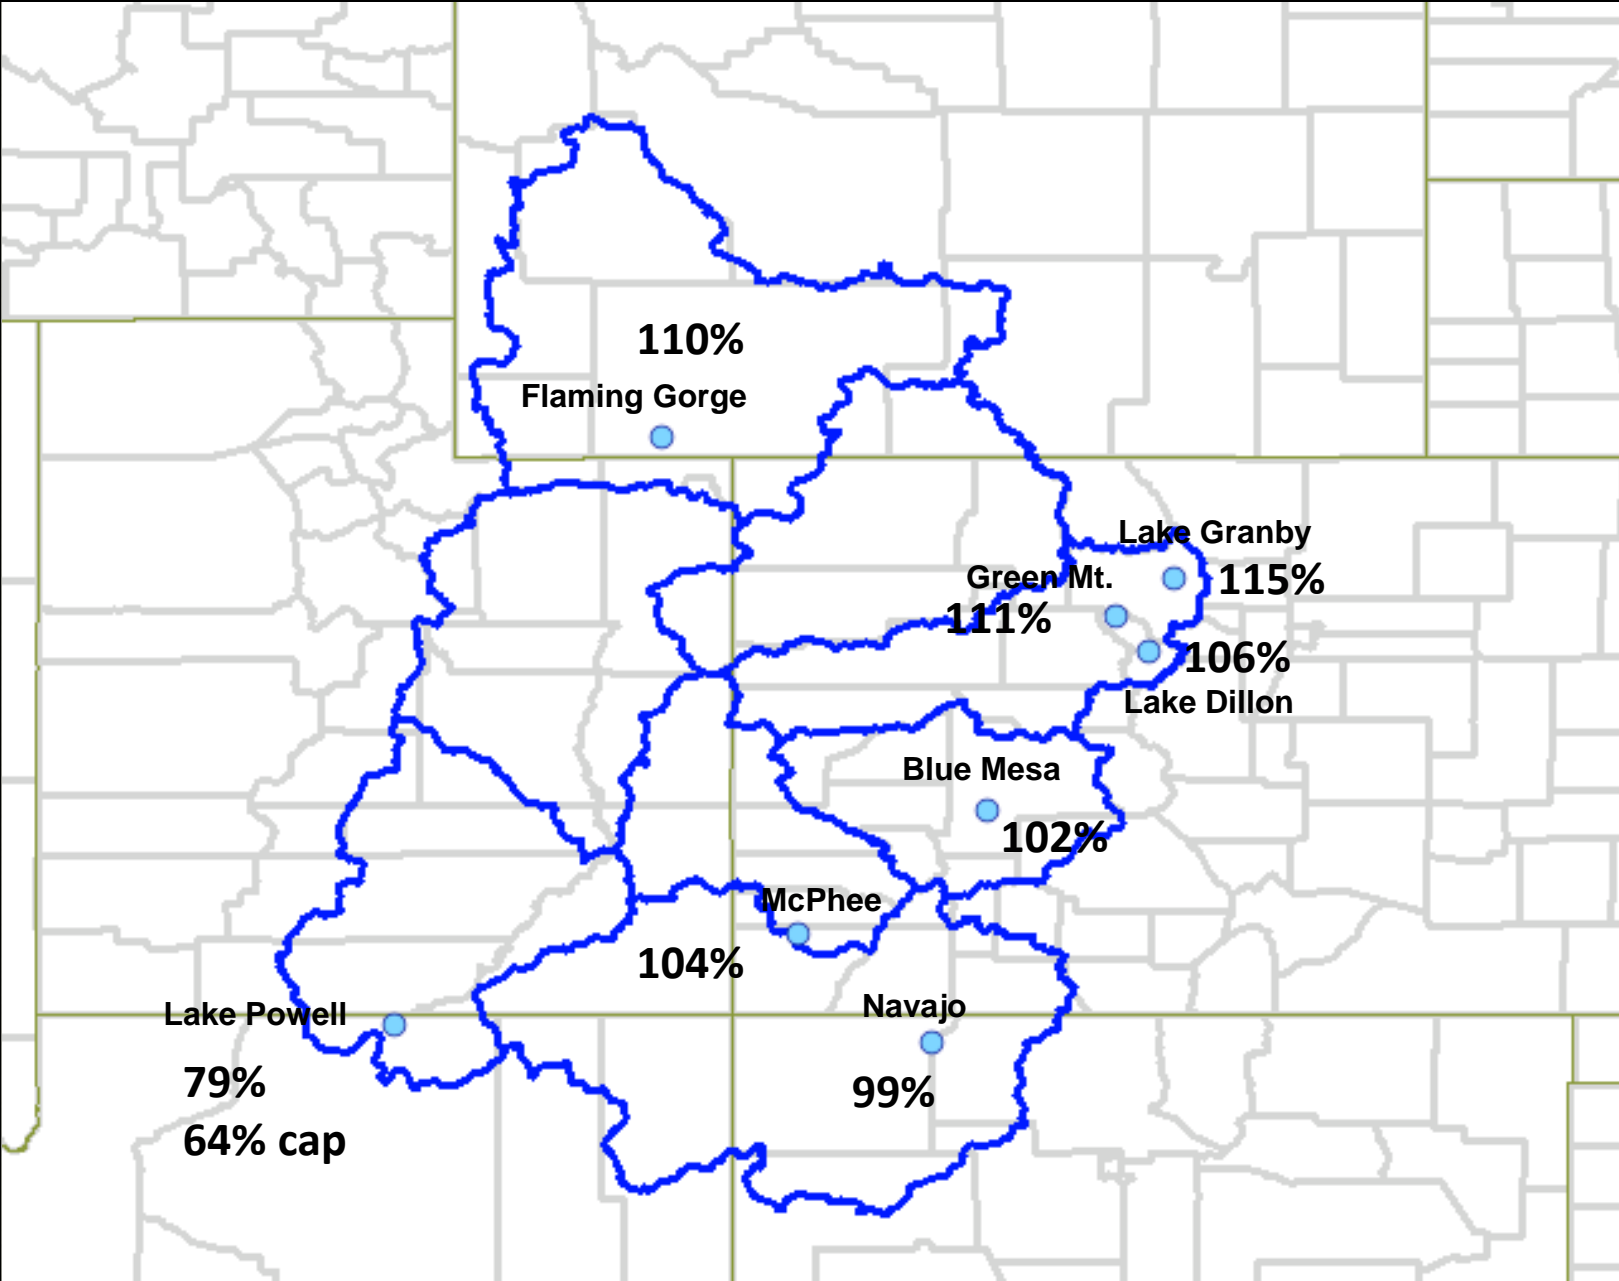 110%
Flaming Gorge
Lake Granby
115%
Green Mt.
111%
106%
Lake Dillon
Blue Mesa
102%
McPhee
104%
Navajo
99%
Lake Powell
79%
64% cap